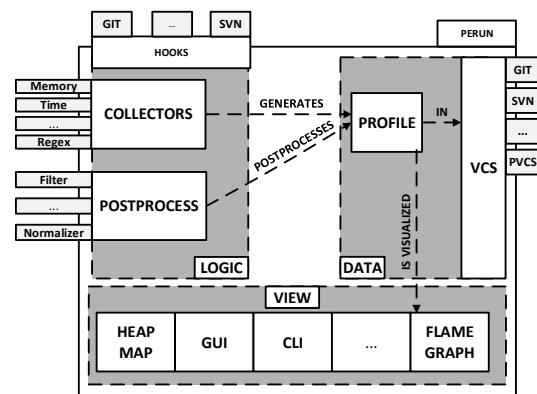 GIT
...
SVN
PERUN
HOOKS
Memory
Time
...
Regex
COLLECTORS
GENERATES
POSTPROCESSES
PROFILE
IN
VCS
GIT
SVN
...
PVCS
Filter
...
Normalizer
POSTPROCESS
IS VISUALIZED
LOGIC
DATA
VIEW
HEAP
MAP
GUI
CLI
...
FLAME
GRAPH